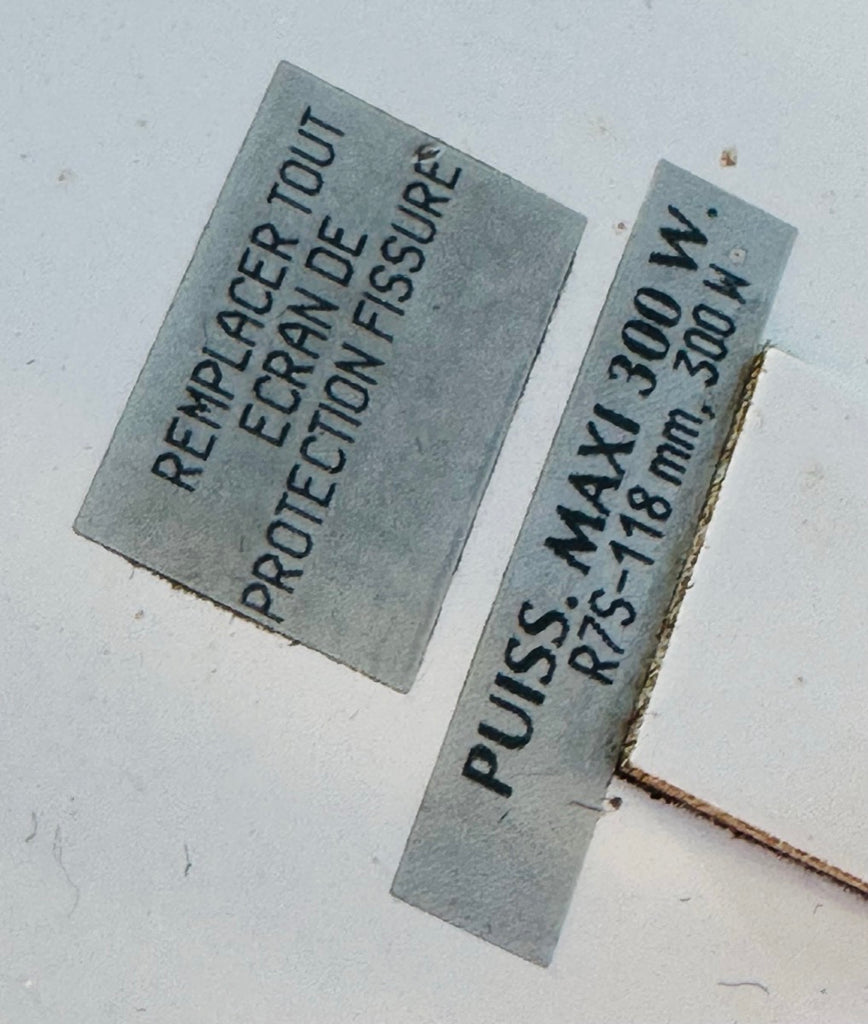 REMPLACER TOUT
ECRAN DE
PROTECTION FISSURE
PUISS. MAXI 300 W.
R7S-118 mm, 300 W